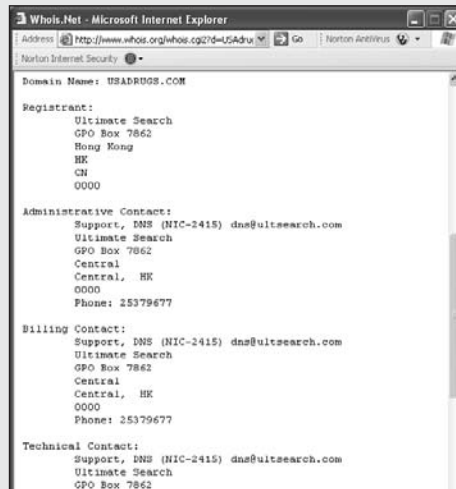 Whois.Net - Microsoft Internet Explorer
Address http://www.whois.org/whois.cgi2?d=USAdrug Go Norton AntiVirus
Norton Internet Security
Domain Name: USADRUGS.COM
Registrant:
Ultimate Search
GPO Box 7862
Hong Kong
HK
CN
0000
Administrative Contact:
Support, DNS (NIC-2415) dns@ultsearch.com
Ultimate Search
GPO Box 7862
Central
Central, HK
0000
Phone: 25379677
Billing Contact:
Support, DNS (NIC-2415) dns@ultsearch.com
Ultimate Search
GPO Box 7862
Central
Central, HK
0000
Phone: 25379677
Technical Contact:
Support, DNS (NIC-2415) dns@ultsearch.com
Ultimate Search
GPO Box 7862